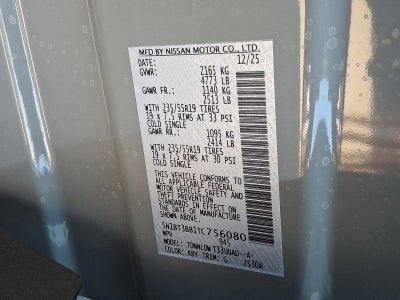 MFD BY NISSAN MOTOR CO., LTD.
DATE: 12/25
GVWR: 2165 KG
4773 LB
GAWR FR.: 1140 KG
2513 LB
WITH 235/55R19 TIRES
19 x 7.5 RIMS AT 33 PSI
COLD SINGLE
GAWR RR.: 1095 KG
2414 LB
WITH 235/55R19 TIRES
19 x 7.5 RIMS AT 30 PSI
COLD SINGLE
THIS VEHICLE CONFORMS TO
ALL APPLICABLE FEDERAL
MOTOR VEHICLE SAFETY AND
THEFT PREVENTION
STANDARDS IN EFFECT ON
THE DATE OF MANUFACTURE
SHOWN ABOVE.
5N1BT3BB1TC756080
MPV 945
MODEL:
COLOR: KBY TRIM: G 2530A